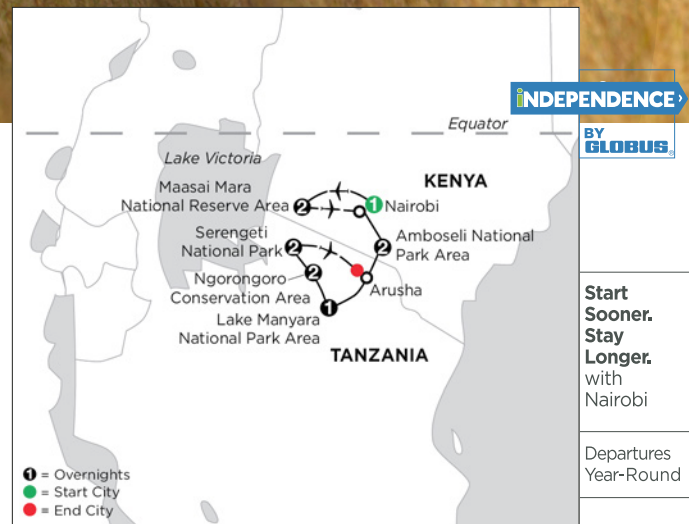 iNDEPENDENCE
BY
GLOBUS®
Equator
Lake Victoria
KENYA
Maasai Mara
National Reserve Area
2
1
Nairobi
Serengeti
National Park
2
2
Amboseli National
Park Area
Ngorongoro
Conservation Area
2
Arusha
Lake Manyara
National Park Area
1
TANZANIA
1 = Overnights
= Start City
= End City
Start
Sooner.
Stay
Longer.
with
Nairobi
Departures
Year-Round